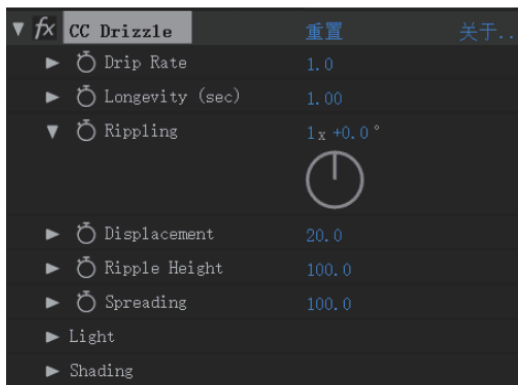 fx CC Drizzle 重置 关于..
Drip Rate 1.0
Longevity (sec) 1.00
Rippling 1x +0.0°
Displacement 20.0
Ripple Height 100.0
Spreading 100.0
Light
Shading